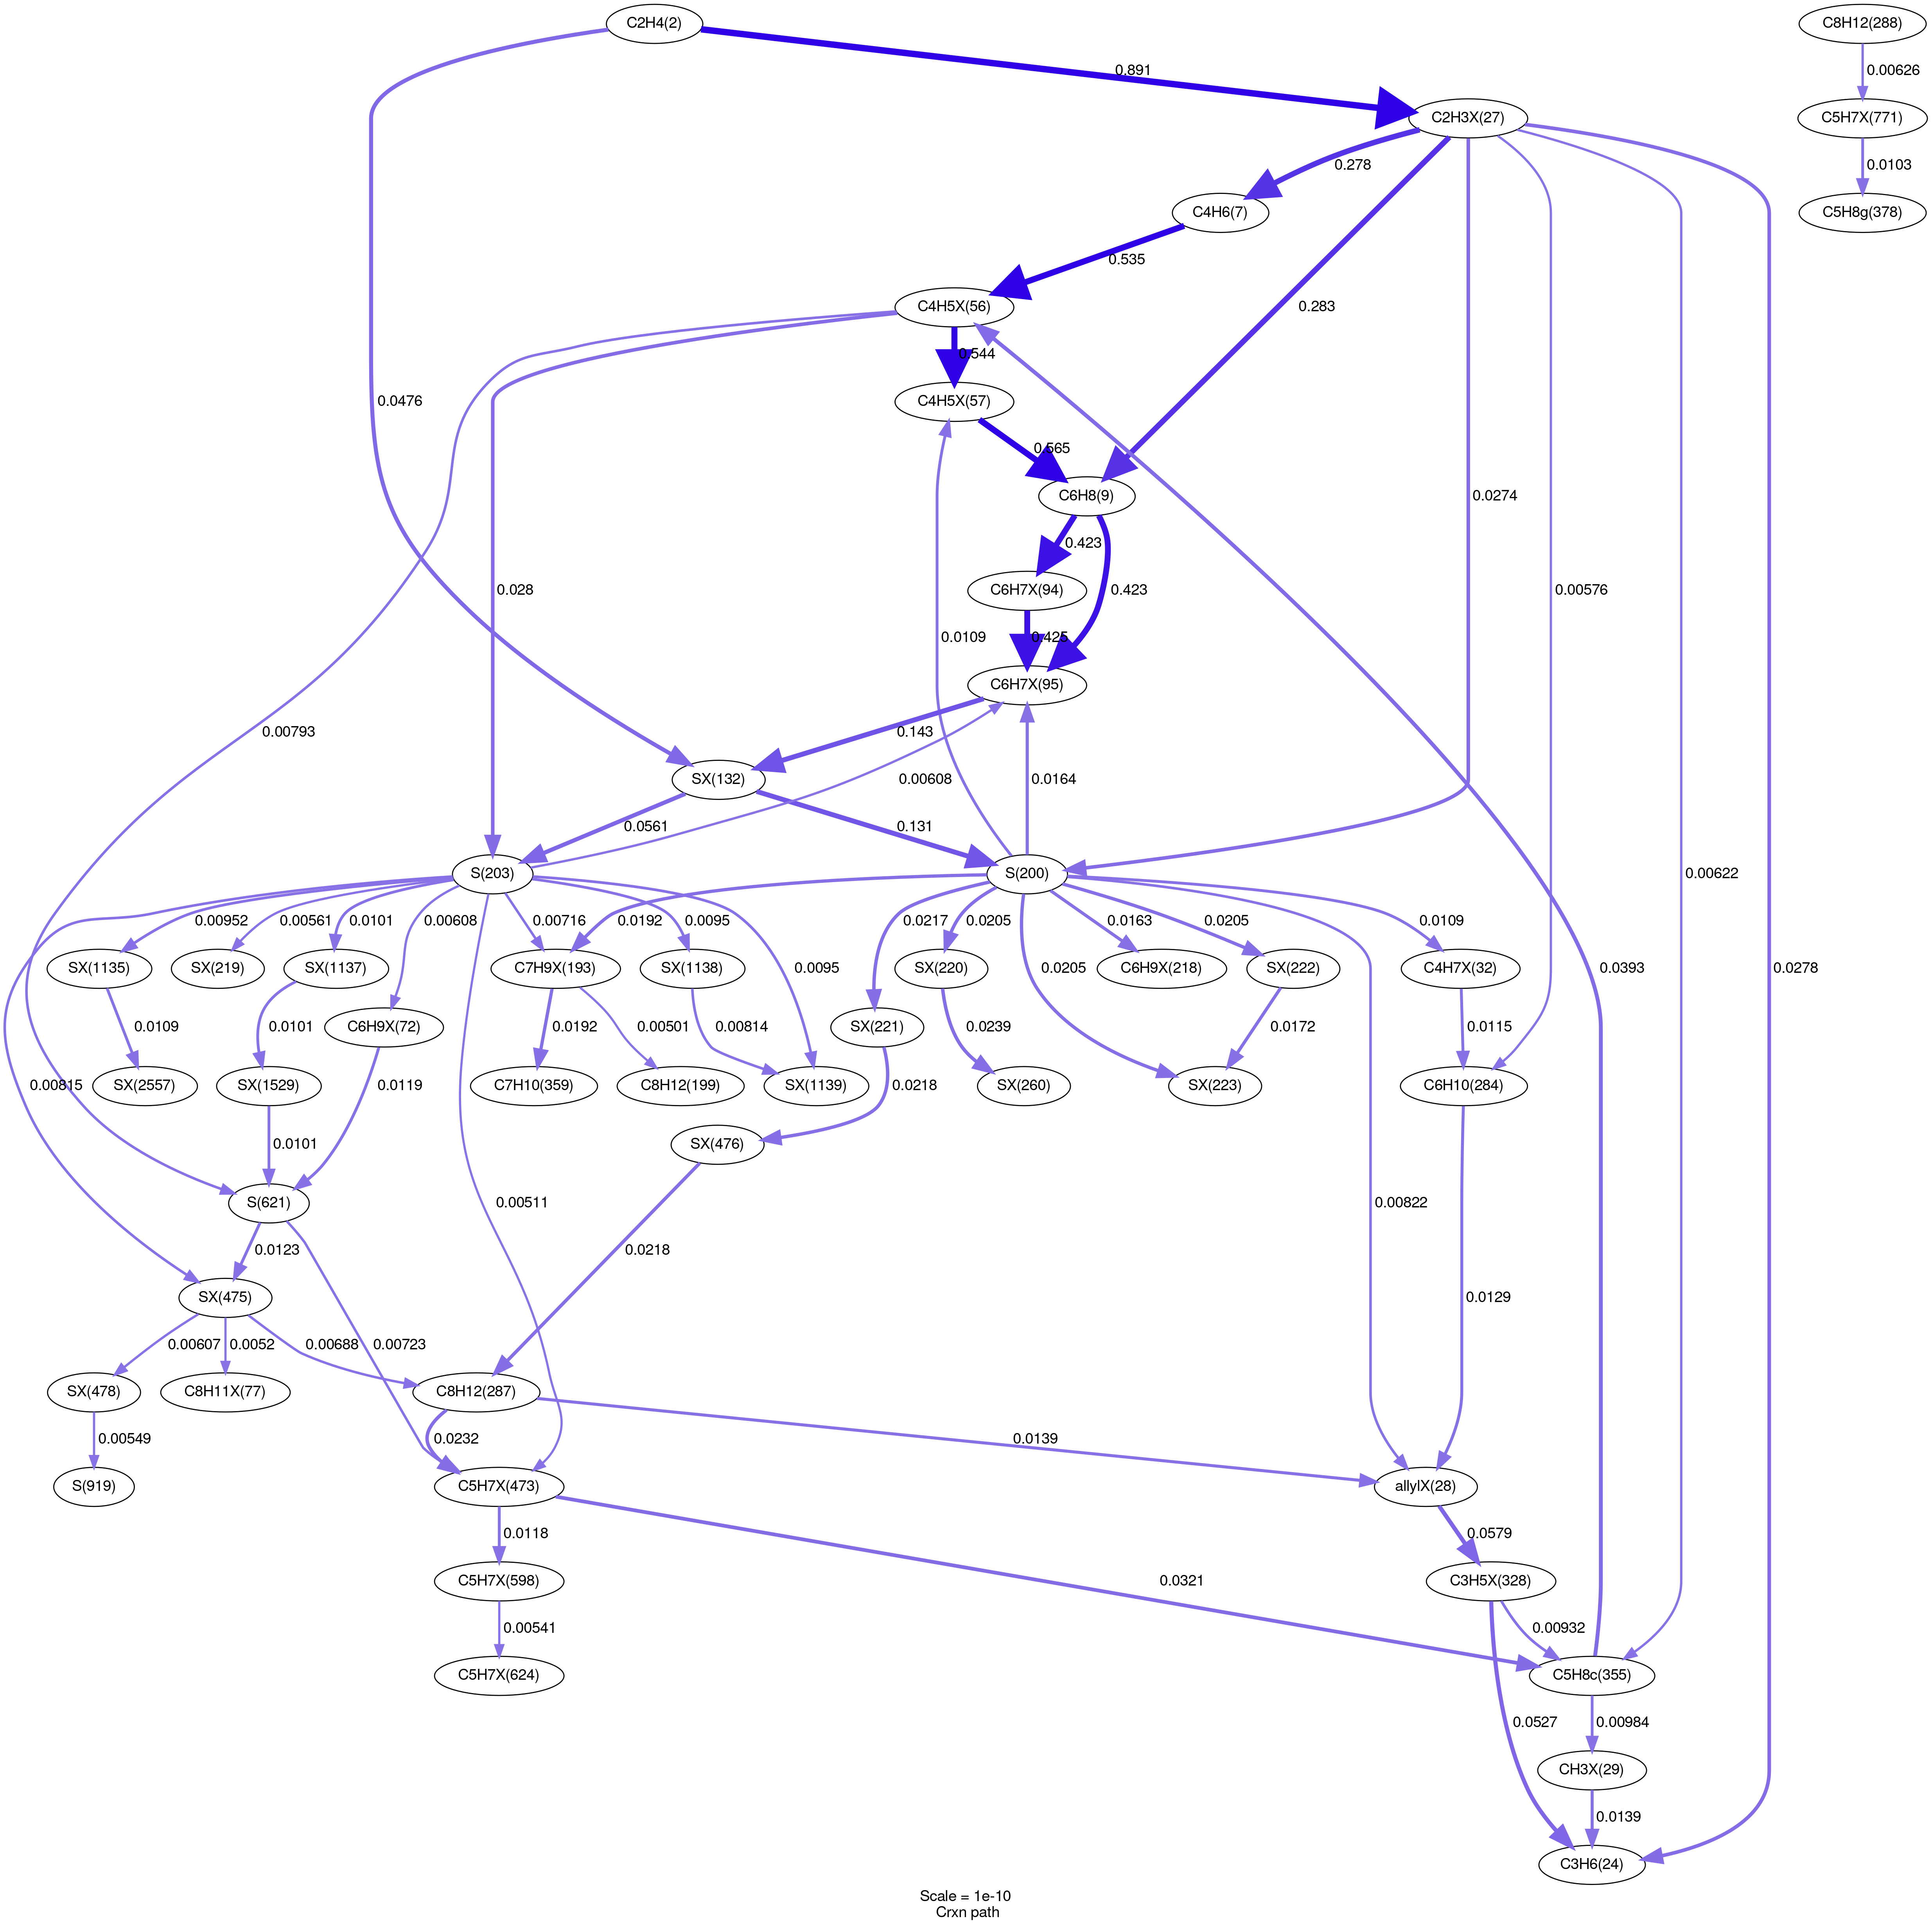 C2H4(2)
C8H12(288)
0.891
0.00626
C2H3X(27)
C5H7X(771)
0.278
0.0103
C4H6(7)
C5H8g(378)
0.535
C4H5X(56)
0.283
0.544
0.0476
C4H5X(57)
0.565
C6H8(9)
0.0274
0.423
0.028
0.423
0.00576
C6H7X(94)
0.0109
0.425
C6H7X(95)
0.00793
0.143
SX(132)
0.00608
0.0164
0.0561
0.131
S(203)
S(200)
0.00622
0.00952
0.00561
0.0101
0.00608
0.00716
0.0192
0.0095
0.0217
0.0205
0.0163
0.0205
0.0109
SX(1135)
SX(219)
SX(1137)
C7H9X(193)
SX(1138)
SX(220)
C6H9X(218)
SX(222)
C4H7X(32)
0.0095
0.0205
0.0393
0.0278
0.0109
0.0101
C6H9X(72)
0.0192
0.00501
0.00814
SX(221)
0.0239
0.0172
0.0115
0.00815
SX(2557)
SX(1529)
0.0119
C7H10(359)
C8H12(199)
SX(1139)
0.0218
SX(260)
SX(223)
C6H10(284)
0.0101
SX(476)
S(621)
0.00511
0.00822
0.0123
0.0218
SX(475)
0.0129
0.00607
0.0052
0.00688
0.00723
SX(478)
C8H11X(77)
C8H12(287)
0.00549
0.0232
0.0139
S(919)
C5H7X(473)
allylX(28)
0.0118
0.0579
C5H7X(598)
0.0321
C3H5X(328)
0.00541
0.00932
C5H7X(624)
C5H8c(355)
0.0527
0.00984
CH3X(29)
0.0139
C3H6(24)
Scale = 1e-10
Crxn path